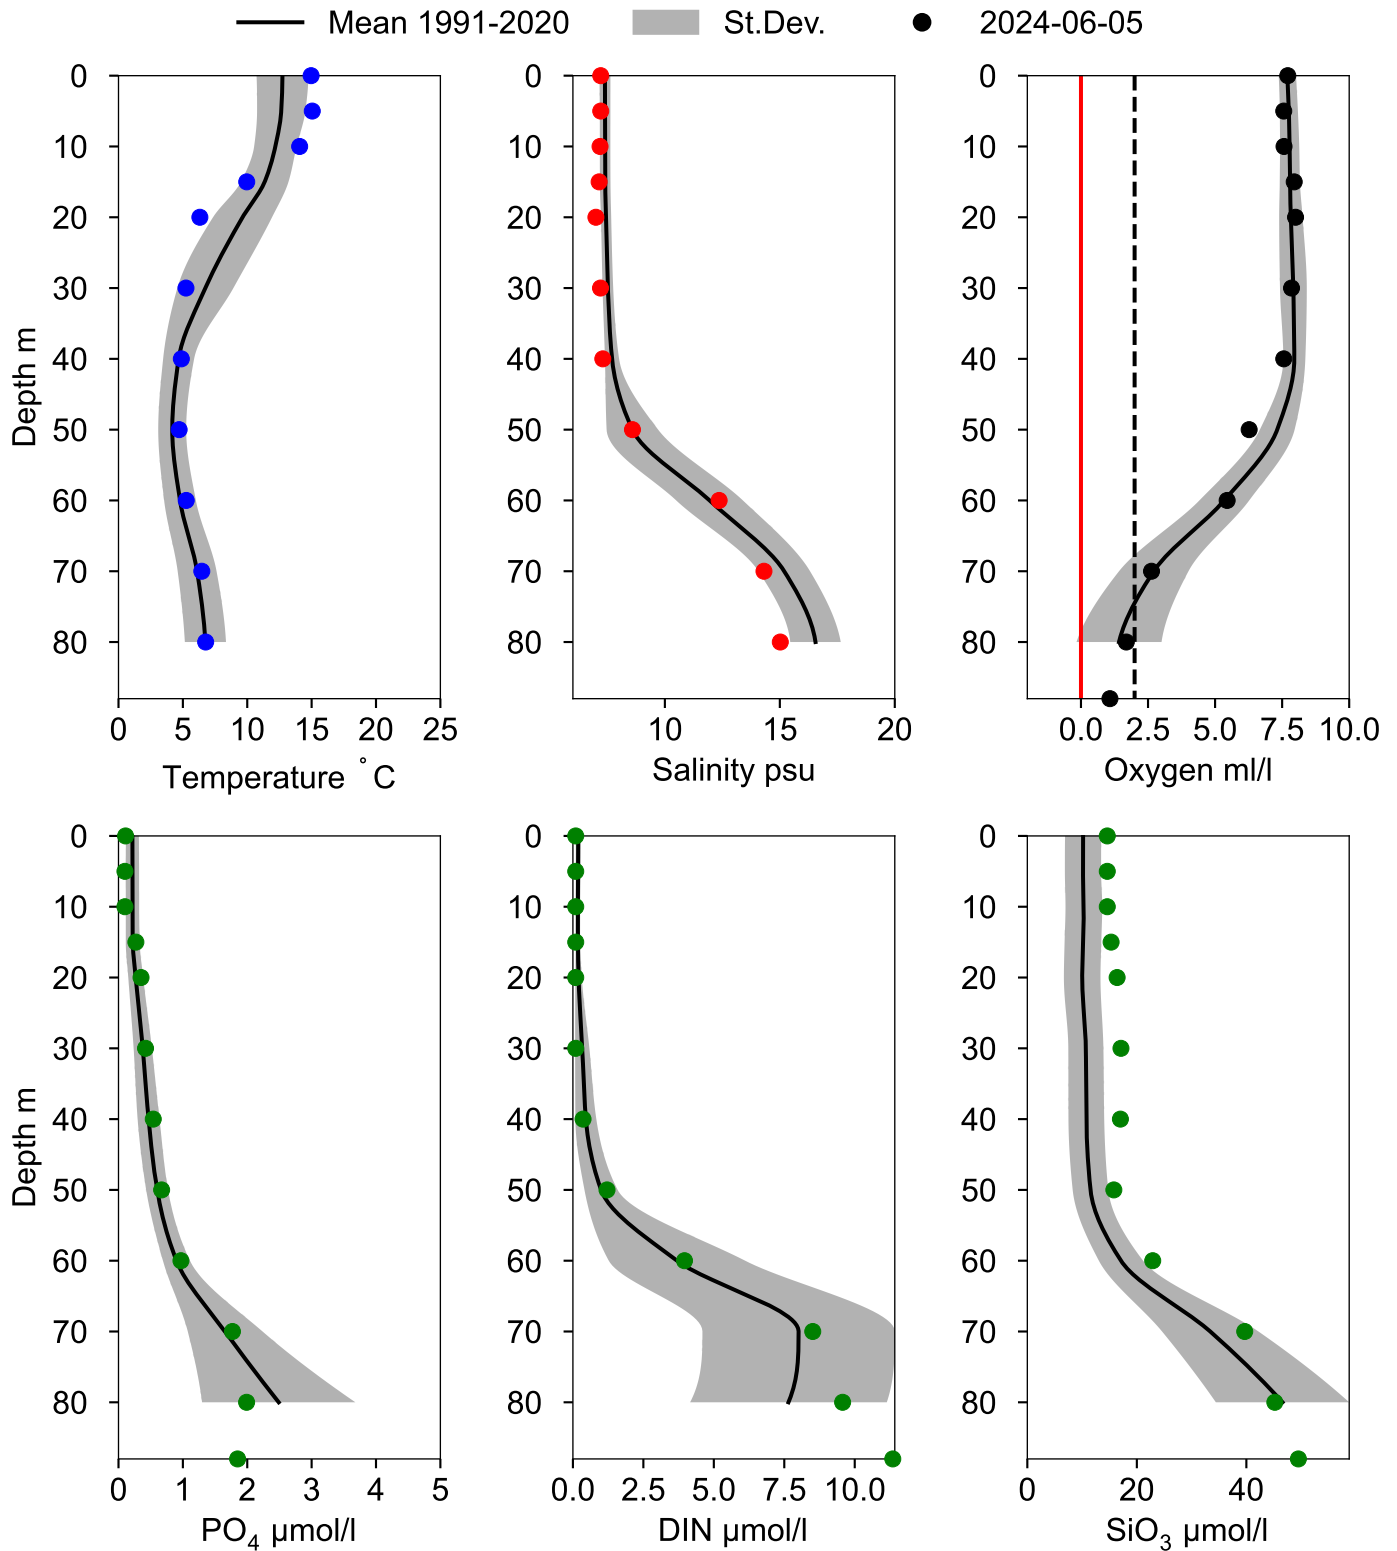 Mean 1991-2020 St.Dev. 2024-06-05
0 0 0
10 10 10
20 20 20
30 30 30
40 40 40
50 50 50
60 60 60
70 70 70
80 80 80
Depth m
0 5 10 15 20 25 10 15 20 0.0 2.5 5.0 7.5 10.0
Temperature °C Salinity psu Oxygen ml/l
0 0 0
10 10 10
20 20 20
30 30 30
40 40 40
50 50 50
60 60 60
70 70 70
80 80 80
Depth m
0 1 2 3 4 5 0.0 2.5 5.0 7.5 10.0 0 20 40
PO₄ µmol/l DIN µmol/l SiO₃ µmol/l